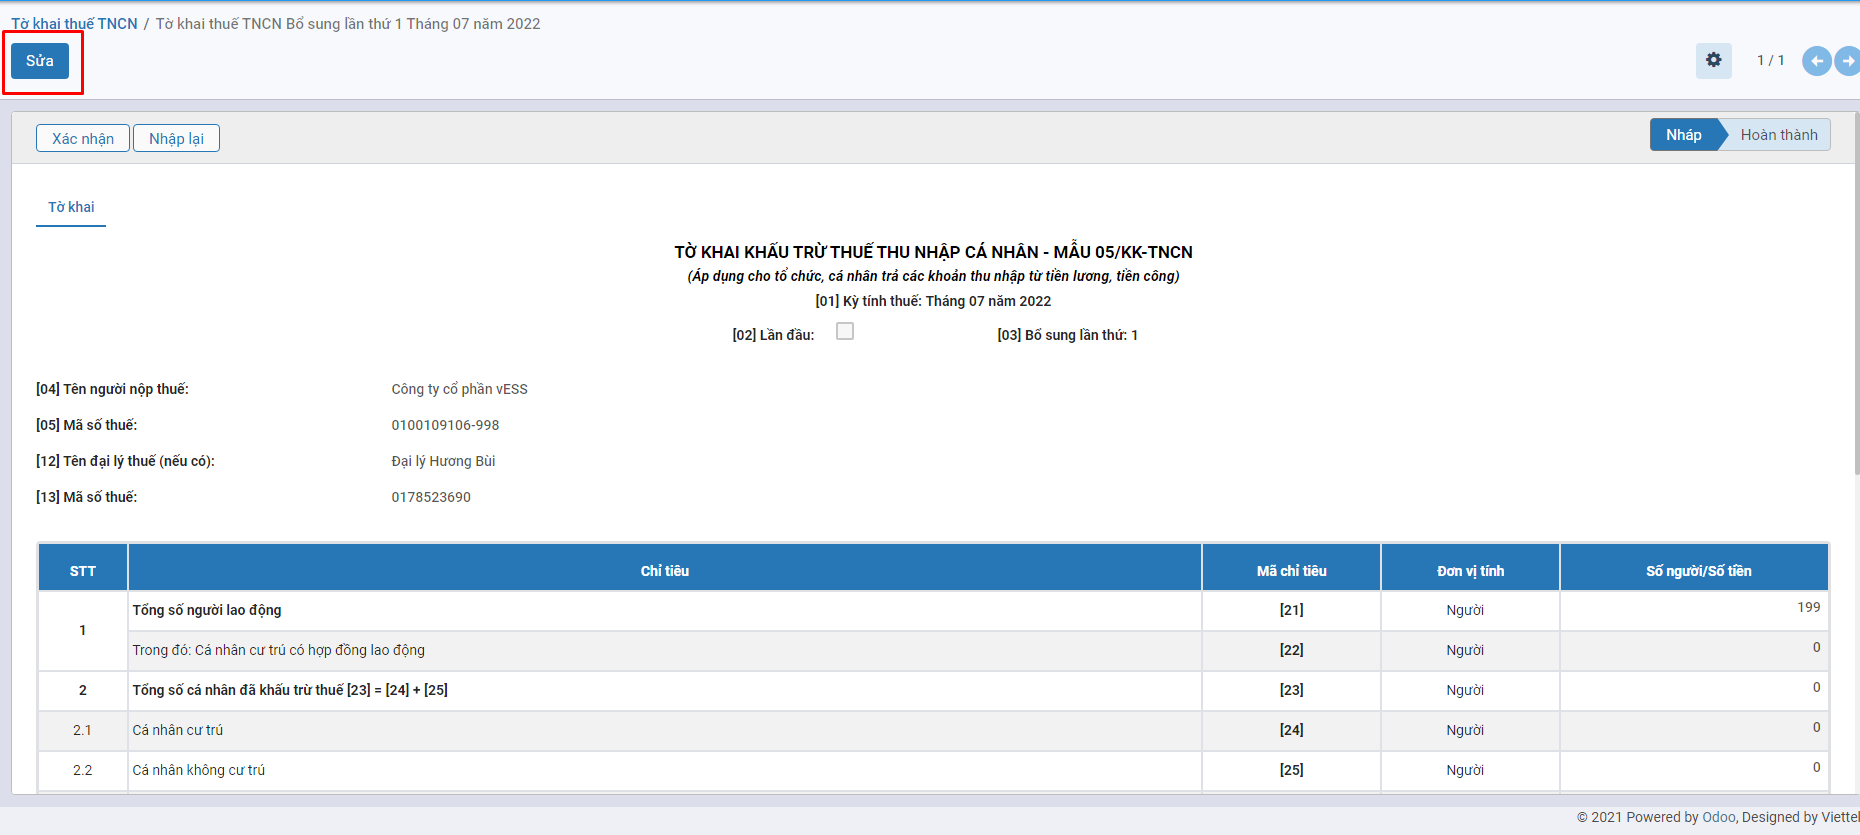 Tờ khai thuế TNCN / Tờ khai thuế TNCN Bổ sung lần thứ 1 Tháng 07 năm 2022
Sửa
1 / 1
Xác nhận Nhập lại
Nháp Hoàn thành
Tờ khai
TỜ KHAI KHẤU TRỪ THUẾ THU NHẬP CÁ NHÂN - MẪU 05/KK-TNCN
(Áp dụng cho tổ chức, cá nhân trả các khoản thu nhập từ tiền lương, tiền công)
[01] Kỳ tính thuế: Tháng 07 năm 2022
[02] Lần đầu: [03] Bổ sung lần thứ: 1
[04] Tên người nộp thuế: Công ty cổ phần vESS
[05] Mã số thuế: 0100109106-998
[12] Tên đại lý thuế (nếu có): Đại lý Hương Bùi
[13] Mã số thuế: 0178523690
STT Chỉ tiêu Mã chỉ tiêu Đơn vị tính Số người/Số tiền
1 Tổng số người lao động [21] Người 199
Trong đó: Cá nhân cư trú có hợp đồng lao động [22] Người 0
2 Tổng số cá nhân đã khấu trừ thuế [23] = [24] + [25] [23] Người 0
2.1 Cá nhân cư trú [24] Người 0
2.2 Cá nhân không cư trú [25] Người 0
© 2021 Powered by Odoo, Designed by Viettel